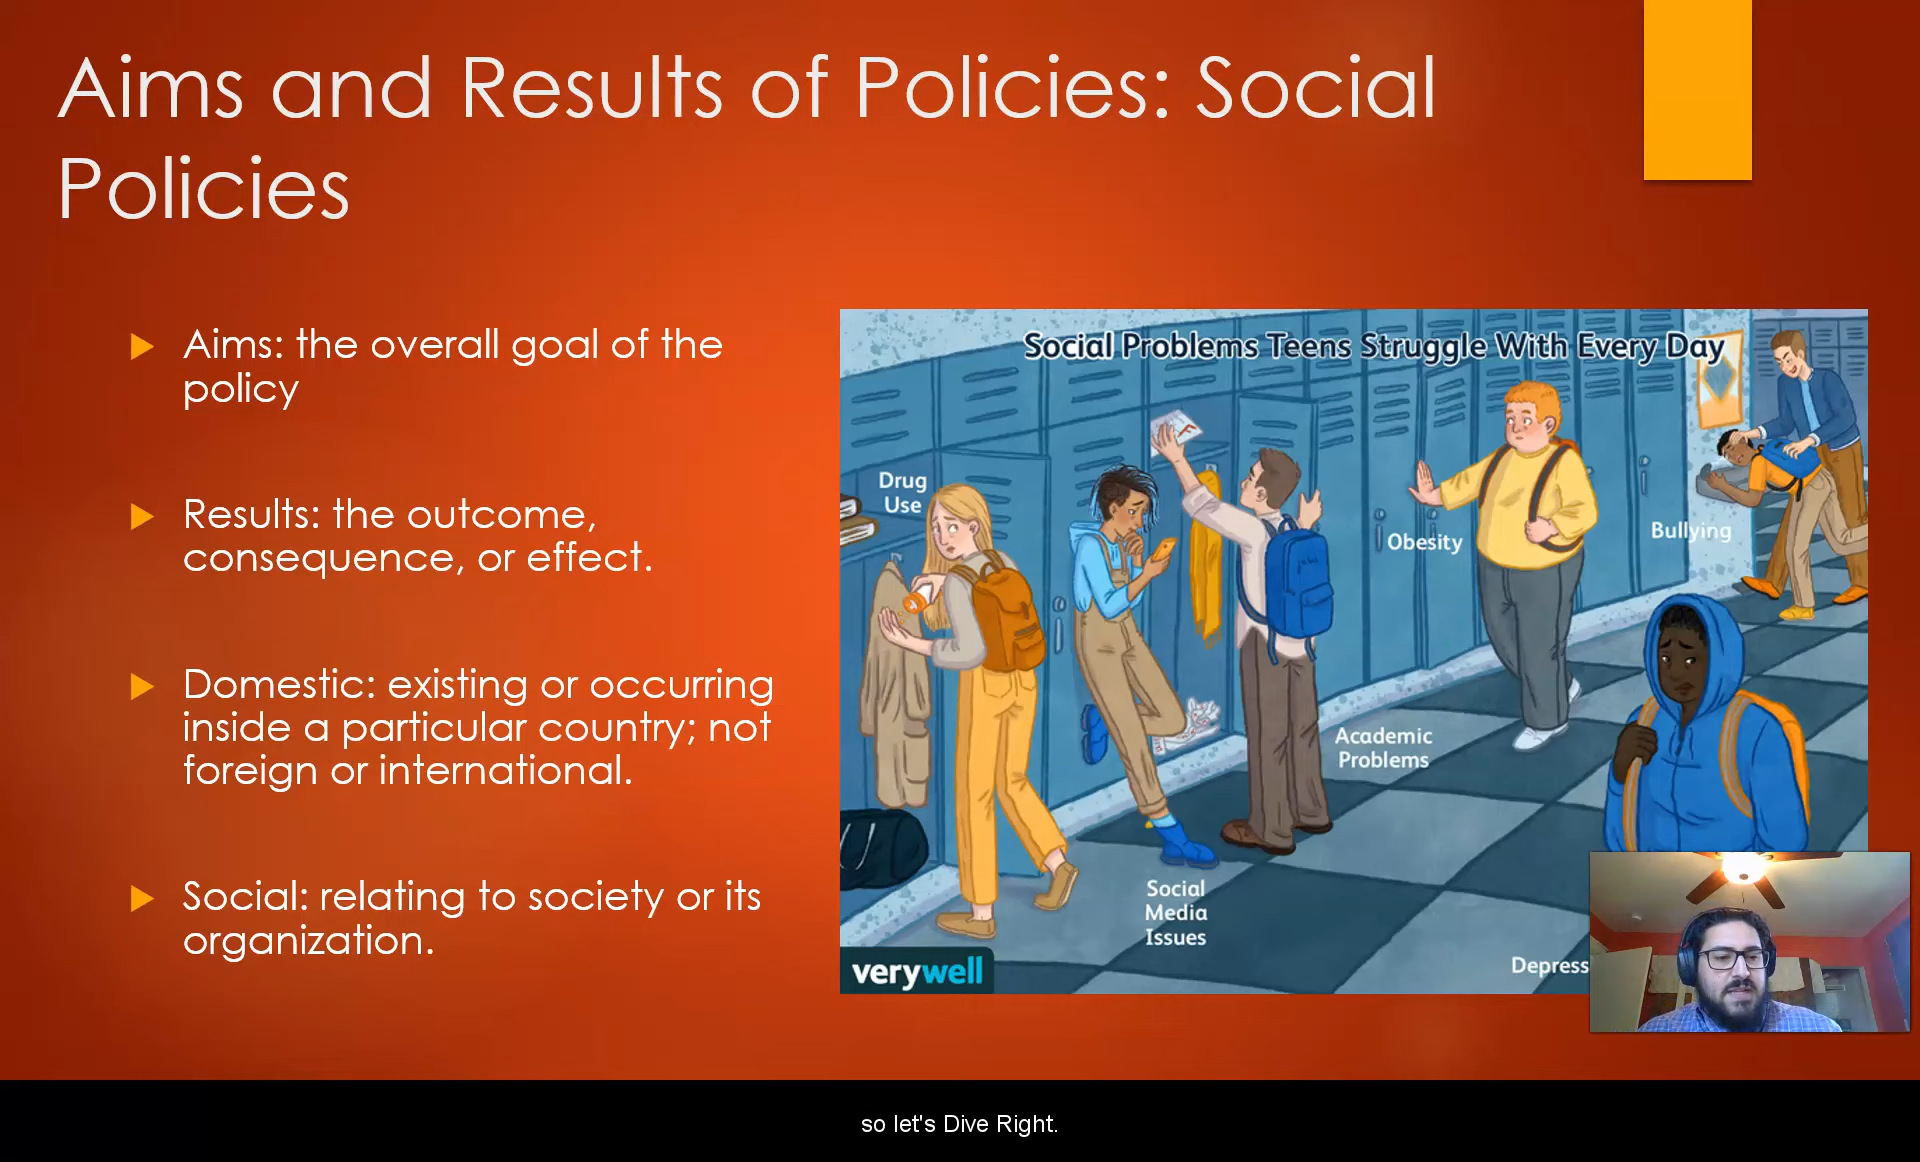 Aims and Results of Policies: Social
Policies
Aims: the overall goal of the
policy
Results: the outcome,
consequence, or effect.
Domestic: existing or occurring
inside a particular country; not
foreign or international.
Social: relating to society or its
organization.
Social Problems Teens Struggle With Every Day
F
Drug
Use
Obesity
Bullying
Academic
Problems
Social
Media
Issues
Depress
verywell
so let's Dive Right.